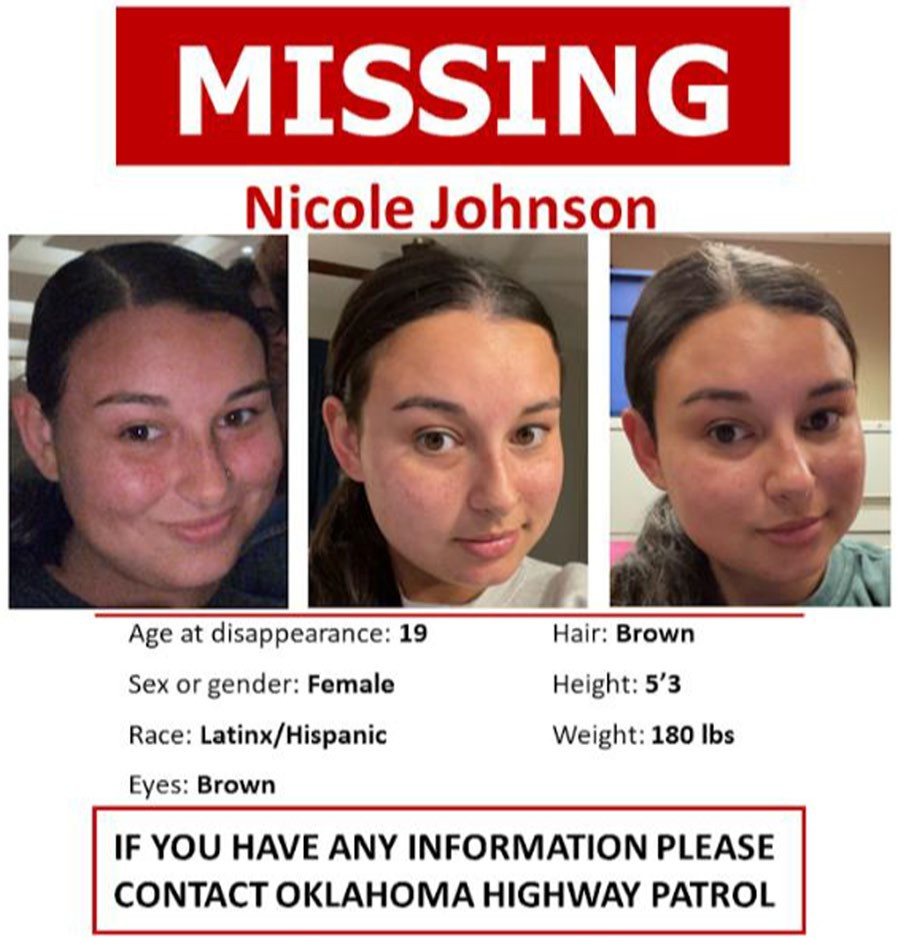 MISSING
Nicole Johnson
Age at disappearance: 19
Hair: Brown
Sex or gender: Female
Height: 5’3
Race: Latinx/Hispanic
Weight: 180 lbs
Eyes: Brown
IF YOU HAVE ANY INFORMATION PLEASE
CONTACT OKLAHOMA HIGHWAY PATROL